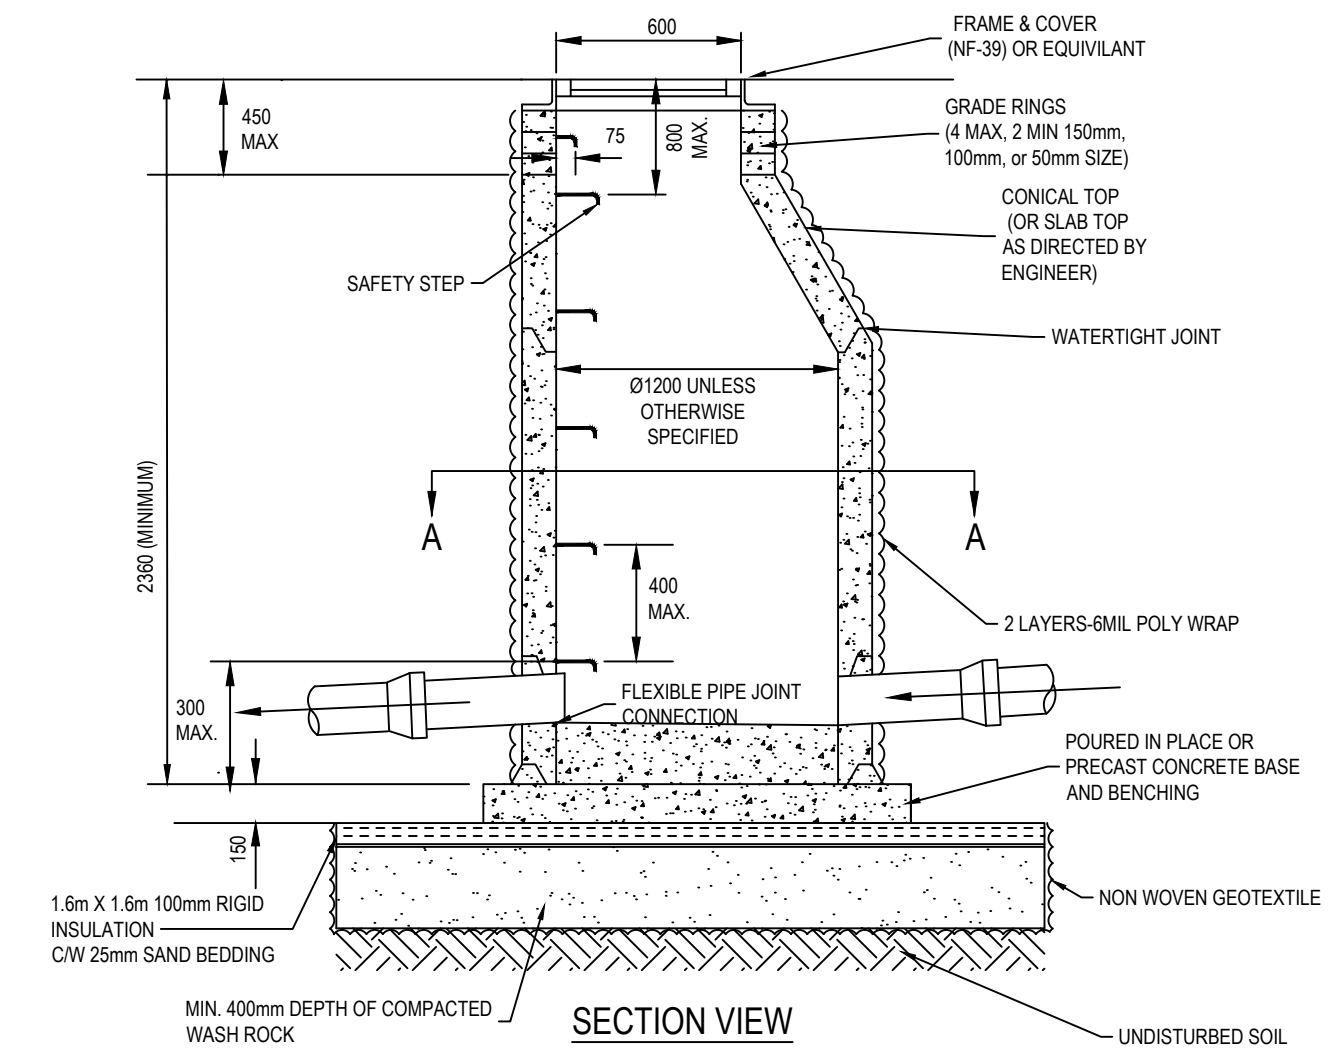 600
FRAME & COVER
(NF-39) OR EQUIVILANT
450
MAX
75
800
MAX.
GRADE RINGS
(4 MAX, 2 MIN 150mm,
100mm, or 50mm SIZE)
CONICAL TOP
(OR SLAB TOP
AS DIRECTED BY
ENGINEER)
SAFETY STEP
WATERTIGHT JOINT
Ø1200 UNLESS
OTHERWISE
SPECIFIED
2360 (MINIMUM)
A
A
400
MAX.
2 LAYERS-6MIL POLY WRAP
300
MAX.
FLEXIBLE PIPE JOINT
CONNECTION
POURED IN PLACE OR
PRECAST CONCRETE BASE
AND BENCHING
150
1.6m X 1.6m 100mm RIGID
INSULATION
C/W 25mm SAND BEDDING
NON WOVEN GEOTEXTILE
MIN. 400mm DEPTH OF COMPACTED
WASH ROCK
SECTION VIEW
UNDISTURBED SOIL